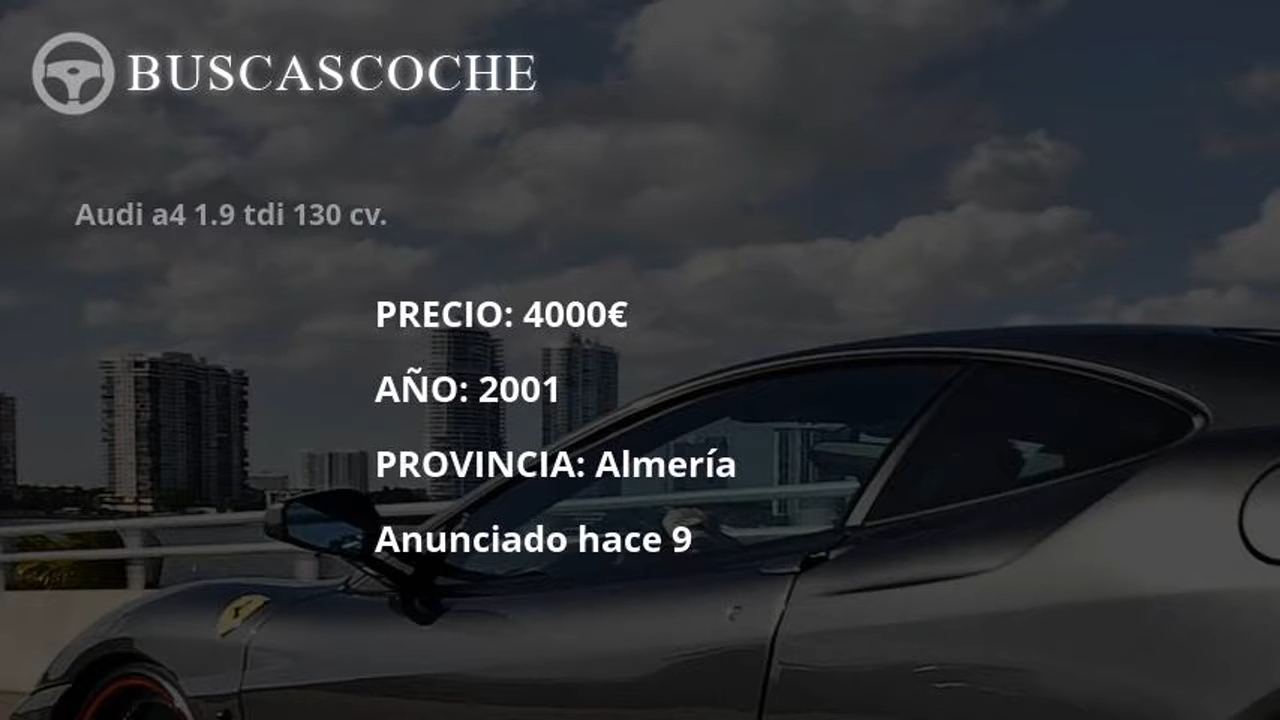 BUSCASCOCHE
Audi a4 1.9 tdi 130 cv.
PRECIO: 4000€
AÑO: 2001
PROVINCIA: Almería
Anunciado hace 9